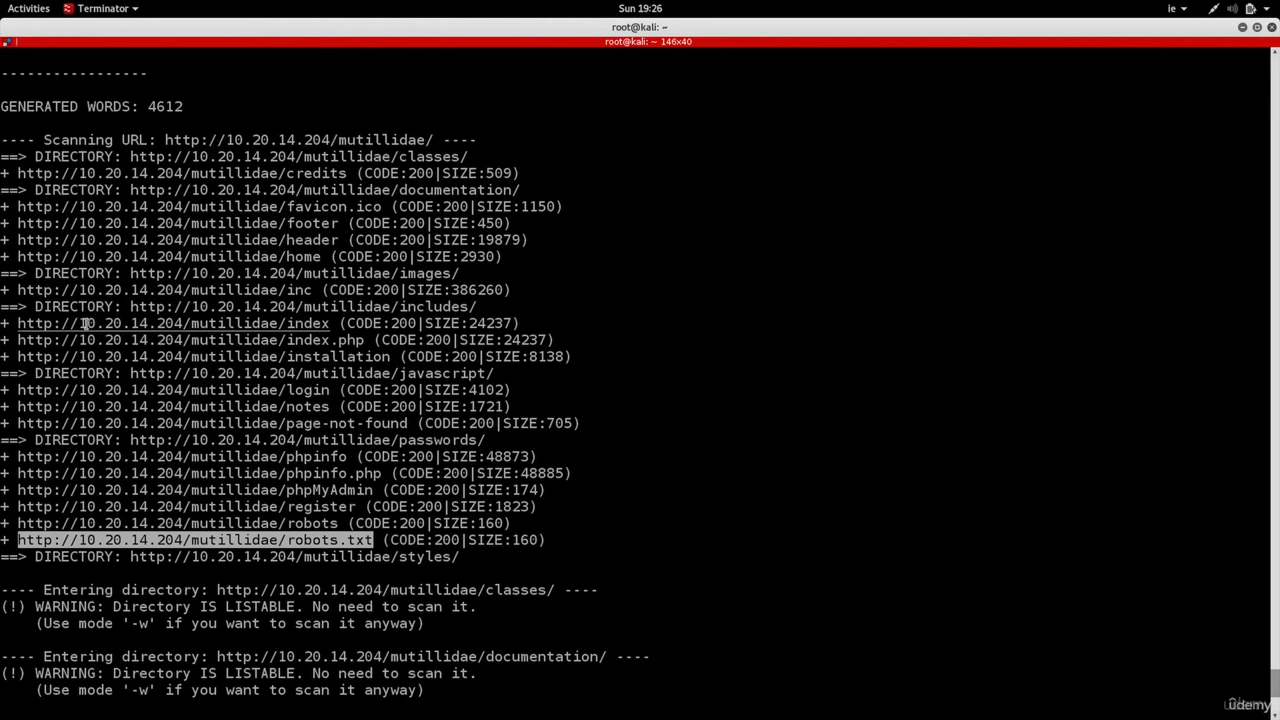 Activities Terminator Sun 19:26 ie
root@kali: ~
root@kali: ~ 146x40
-----------------
GENERATED WORDS: 4612
---- Scanning URL: http://10.20.14.204/mutillidae/ ----
==> DIRECTORY: http://10.20.14.204/mutillidae/classes/
+ http://10.20.14.204/mutillidae/credits (CODE:200|SIZE:509)
==> DIRECTORY: http://10.20.14.204/mutillidae/documentation/
+ http://10.20.14.204/mutillidae/favicon.ico (CODE:200|SIZE:1150)
+ http://10.20.14.204/mutillidae/footer (CODE:200|SIZE:450)
+ http://10.20.14.204/mutillidae/header (CODE:200|SIZE:19879)
+ http://10.20.14.204/mutillidae/home (CODE:200|SIZE:2930)
==> DIRECTORY: http://10.20.14.204/mutillidae/images/
+ http://10.20.14.204/mutillidae/inc (CODE:200|SIZE:386260)
==> DIRECTORY: http://10.20.14.204/mutillidae/includes/
+ http://10.20.14.204/mutillidae/index (CODE:200|SIZE:24237)
+ http://10.20.14.204/mutillidae/index.php (CODE:200|SIZE:24237)
+ http://10.20.14.204/mutillidae/installation (CODE:200|SIZE:8138)
==> DIRECTORY: http://10.20.14.204/mutillidae/javascript/
+ http://10.20.14.204/mutillidae/login (CODE:200|SIZE:4102)
+ http://10.20.14.204/mutillidae/notes (CODE:200|SIZE:1721)
+ http://10.20.14.204/mutillidae/page-not-found (CODE:200|SIZE:705)
==> DIRECTORY: http://10.20.14.204/mutillidae/passwords/
+ http://10.20.14.204/mutillidae/phpinfo (CODE:200|SIZE:48873)
+ http://10.20.14.204/mutillidae/phpinfo.php (CODE:200|SIZE:48885)
+ http://10.20.14.204/mutillidae/phpMyAdmin (CODE:200|SIZE:174)
+ http://10.20.14.204/mutillidae/register (CODE:200|SIZE:1823)
+ http://10.20.14.204/mutillidae/robots (CODE:200|SIZE:160)
+ http://10.20.14.204/mutillidae/robots.txt (CODE:200|SIZE:160)
==> DIRECTORY: http://10.20.14.204/mutillidae/styles/
---- Entering directory: http://10.20.14.204/mutillidae/classes/ ----
(!) WARNING: Directory IS LISTABLE. No need to scan it.
(Use mode '-w' if you want to scan it anyway)
---- Entering directory: http://10.20.14.204/mutillidae/documentation/ ----
(!) WARNING: Directory IS LISTABLE. No need to scan it.
(Use mode '-w' if you want to scan it anyway)
ûdemy